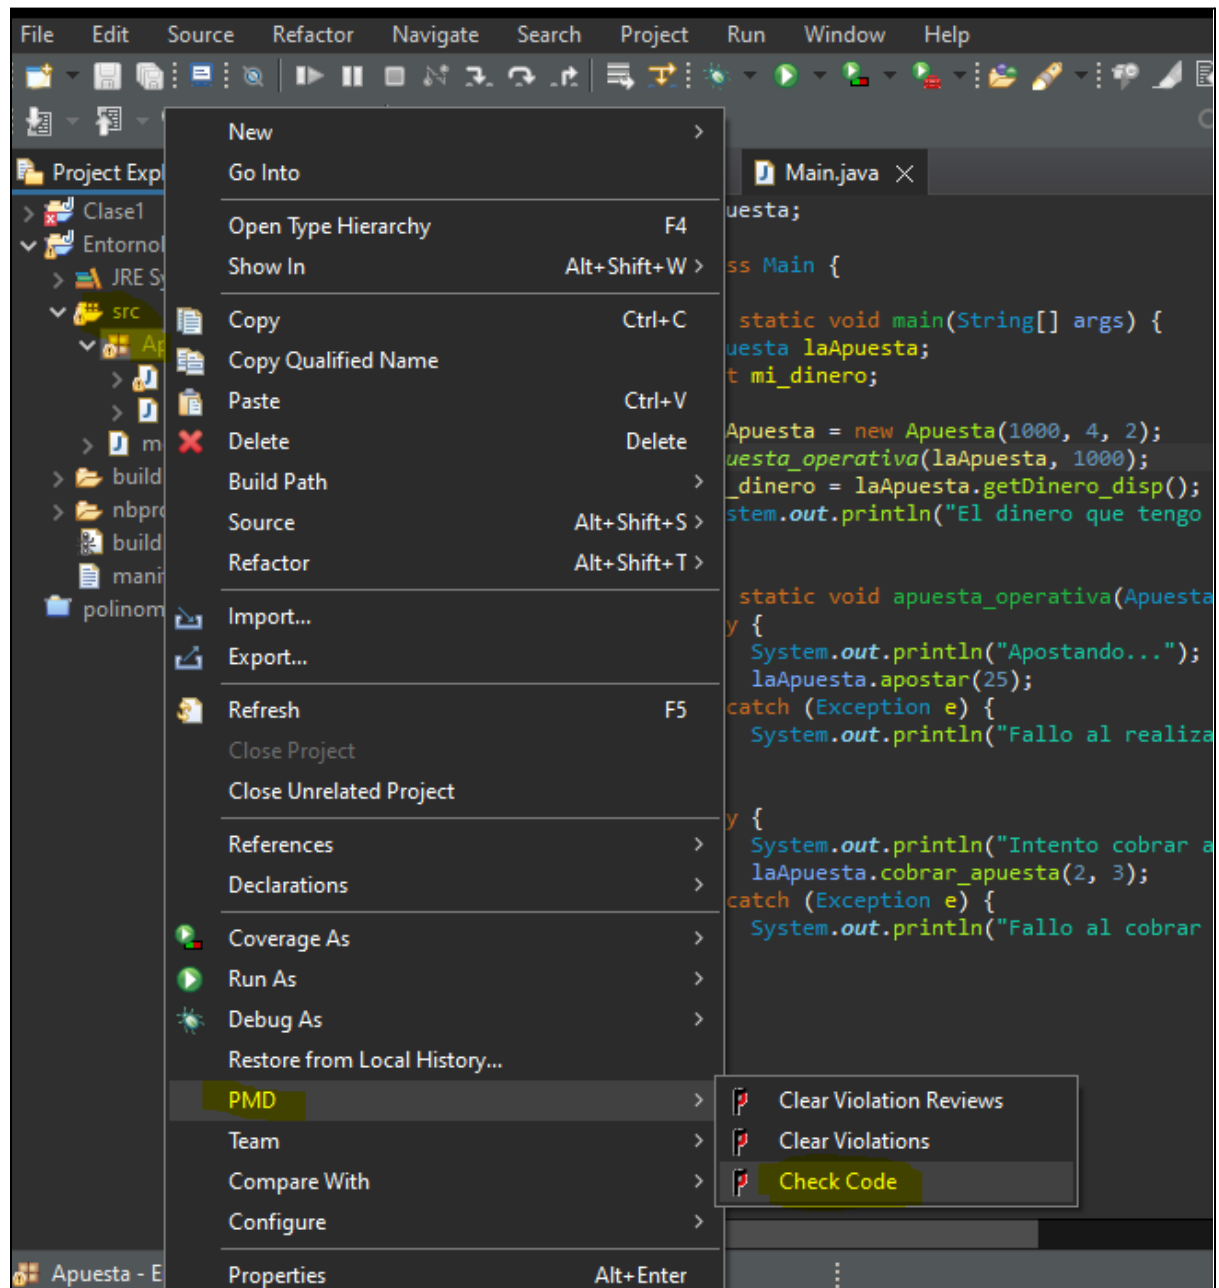 File Edit Source Refactor Navigate Search Project Run Window Help
Project Expl
Main.java
Clase1
Entorno
JRE Sy
src
Ap
m
build
nbpro
build
mani
polinom
New
Go Into
Open Type Hierarchy F4
Show In Alt+Shift+W >
Copy Ctrl+C
Copy Qualified Name
Paste Ctrl+V
Delete Delete
Build Path
Source Alt+Shift+S >
Refactor Alt+Shift+T >
Import...
Export...
Refresh F5
Close Project
Close Unrelated Project
References
Declarations
Coverage As
Run As
Debug As
Restore from Local History...
PMD
Team
Compare With
Configure
Properties Alt+Enter
Clear Violation Reviews
Clear Violations
Check Code
uesta;
ss Main {
static void main(String[] args) {
uesta laApuesta;
t mi_dinero;
Apuesta = new Apuesta(1000, 4, 2);
uesta_operativa(laApuesta, 1000);
_dinero = laApuesta.getDinero_disp();
stem.out.println("El dinero que tengo
static void apuesta_operativa(Apuesta
y {
System.out.println("Apostando...");
laApuesta.apostar(25);
catch (Exception e) {
System.out.println("Fallo al realiza
y {
System.out.println("Intento cobrar a
laApuesta.cobrar_apuesta(2, 3);
catch (Exception e) {
System.out.println("Fallo al cobrar
Apuesta - E